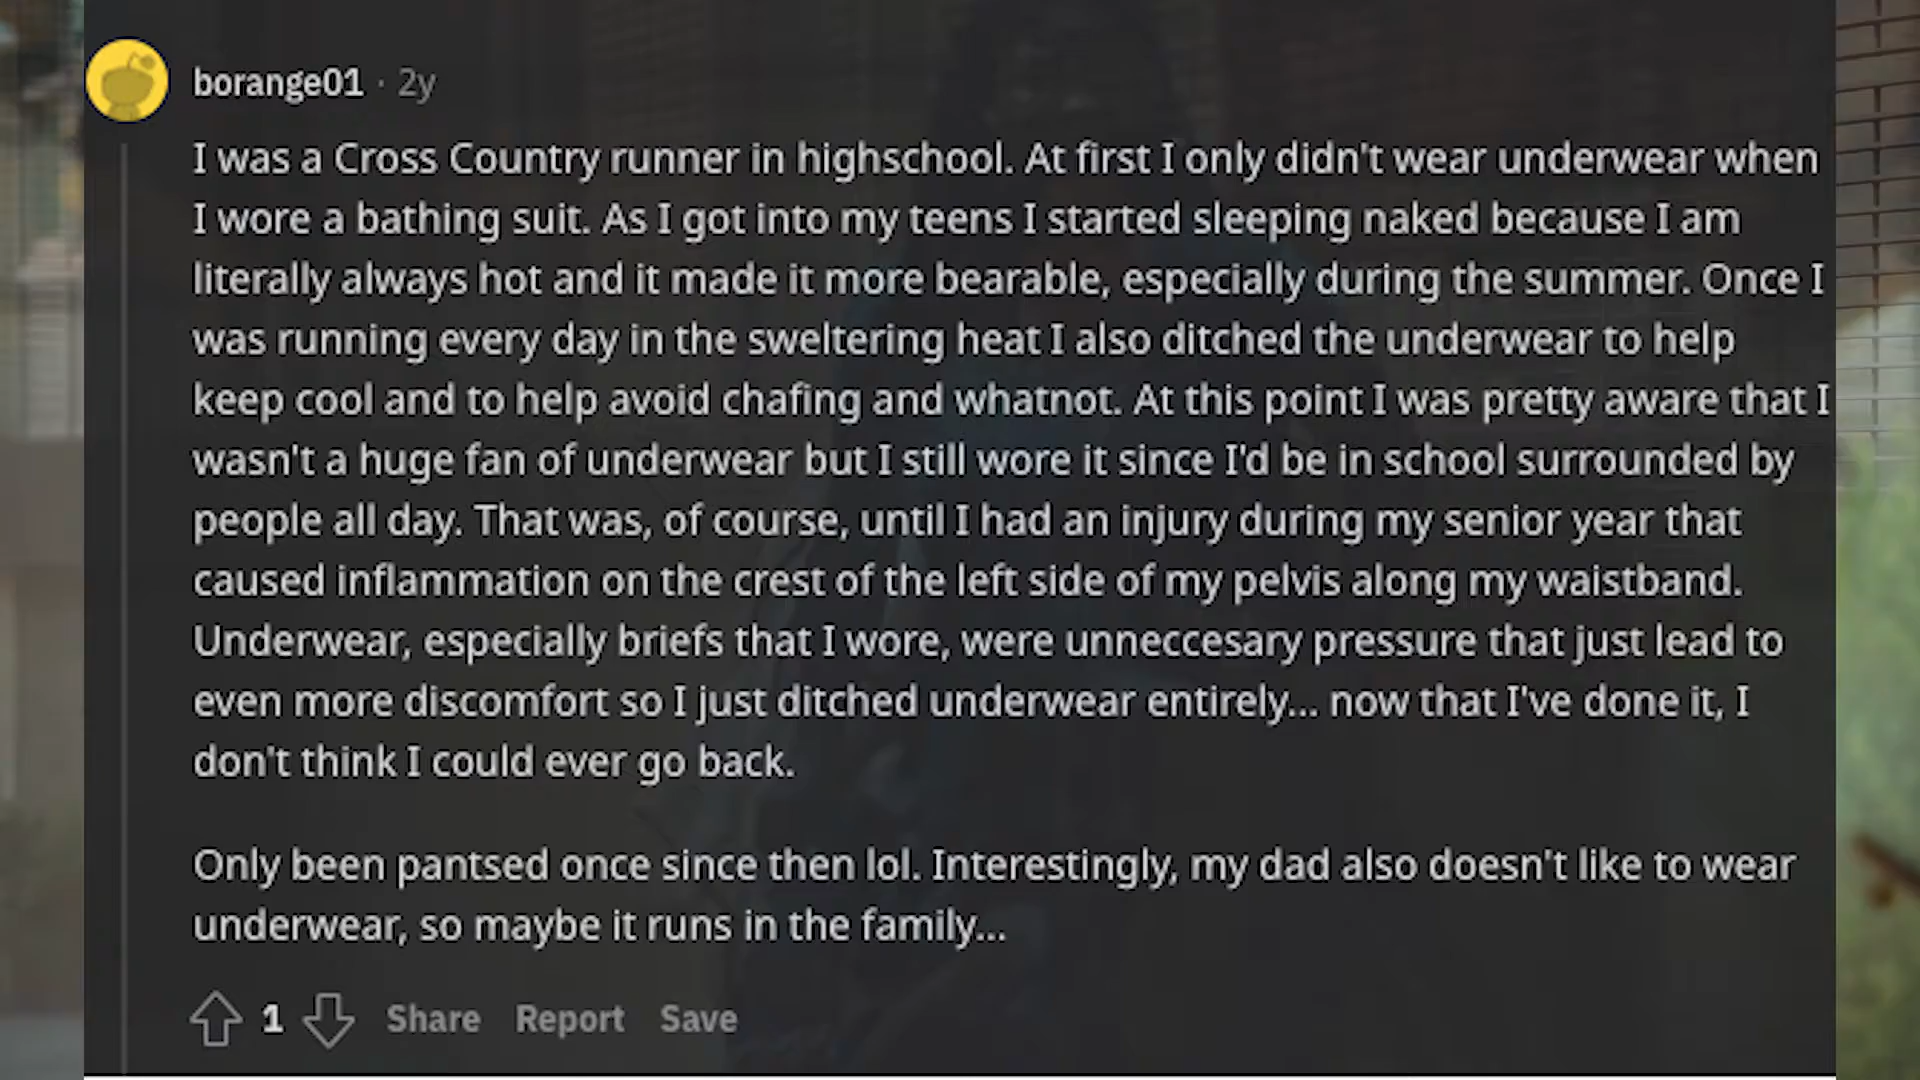 borange01 · 2y
I was a Cross Country runner in highschool. At first I only didn't wear underwear when
I wore a bathing suit. As I got into my teens I started sleeping naked because I am
literally always hot and it made it more bearable, especially during the summer. Once I
was running every day in the sweltering heat I also ditched the underwear to help
keep cool and to help avoid chafing and whatnot. At this point I was pretty aware that I
wasn't a huge fan of underwear but I still wore it since I'd be in school surrounded by
people all day. That was, of course, until I had an injury during my senior year that
caused inflammation on the crest of the left side of my pelvis along my waistband.
Underwear, especially briefs that I wore, were unneccesary pressure that just lead to
even more discomfort so I just ditched underwear entirely... now that I've done it, I
don't think I could ever go back.
Only been pantsed once since then lol. Interestingly, my dad also doesn't like to wear
underwear, so maybe it runs in the family...
1 Share Report Save